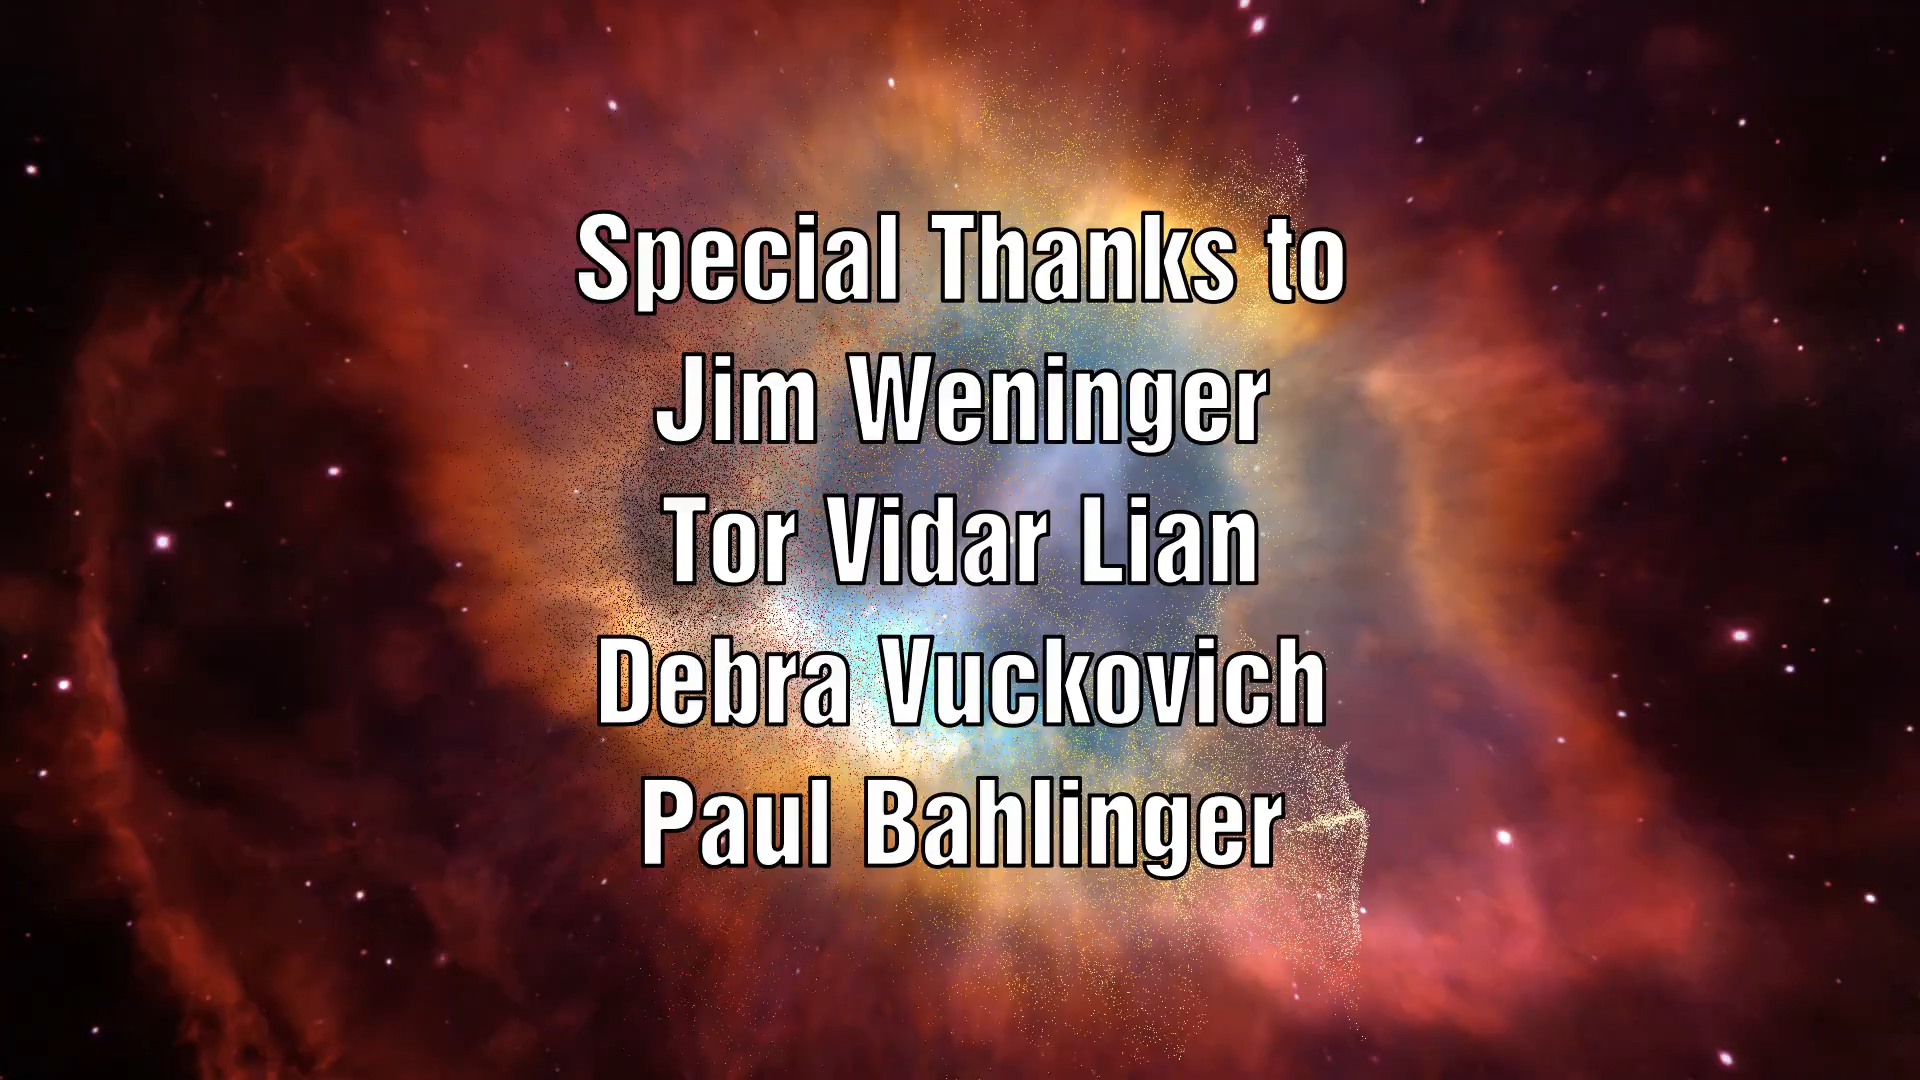 Special Thanks to
Jim Weninger
Tor Vidar Lian
Debra Vuckovich
Paul Bahlinger